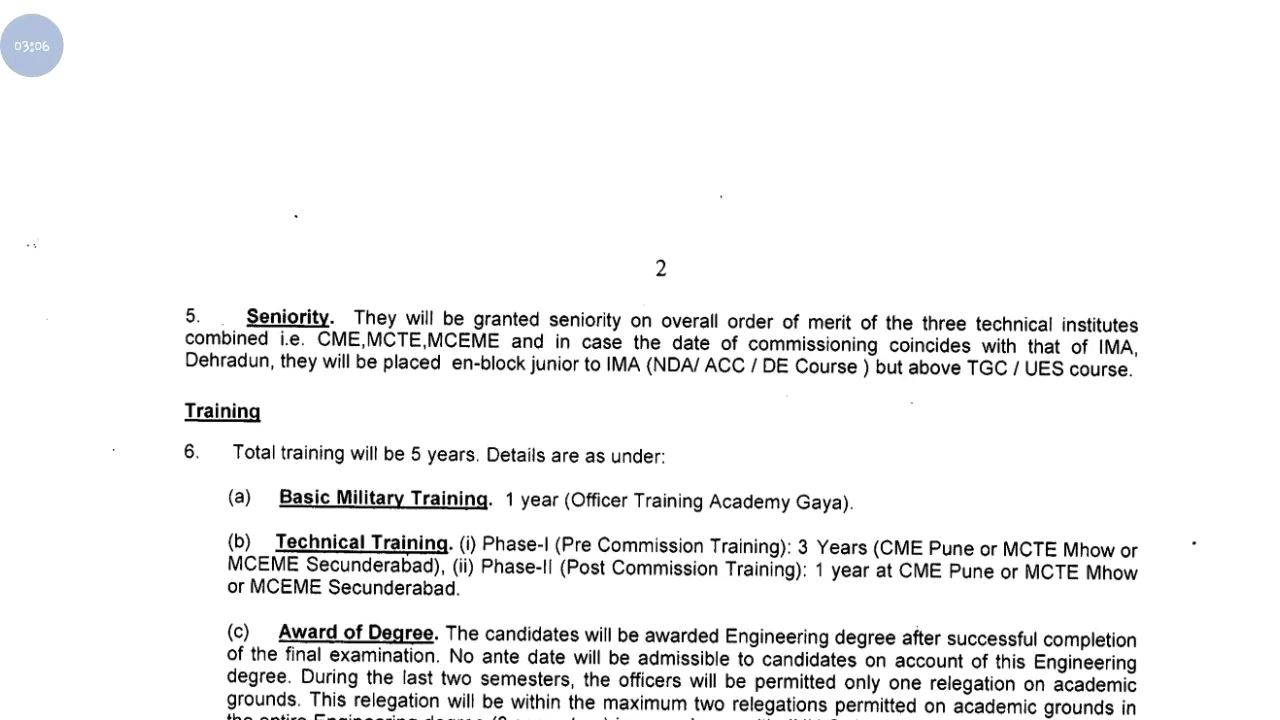 03:06
2
5. Seniority. They will be granted seniority on overall order of merit of the three technical institutes
combined i.e. CME,MCTE,MCEME and in case the date of commissioning coincides with that of IMA,
Dehradun, they will be placed en-block junior to IMA (NDA/ ACC / DE Course ) but above TGC / UES course.
Training
6. Total training will be 5 years. Details are as under:
(a) Basic Military Training. 1 year (Officer Training Academy Gaya).
(b) Technical Training. (i) Phase-I (Pre Commission Training): 3 Years (CME Pune or MCTE Mhow or
MCEME Secunderabad), (ii) Phase-II (Post Commission Training): 1 year at CME Pune or MCTE Mhow
or MCEME Secunderabad.
(c) Award of Degree. The candidates will be awarded Engineering degree after successful completion
of the final examination. No ante date will be admissible to candidates on account of this Engineering
degree. During the last two semesters, the officers will be permitted only one relegation on academic
grounds. This relegation will be within the maximum two relegations permitted on academic grounds in
the entire Engineering degree